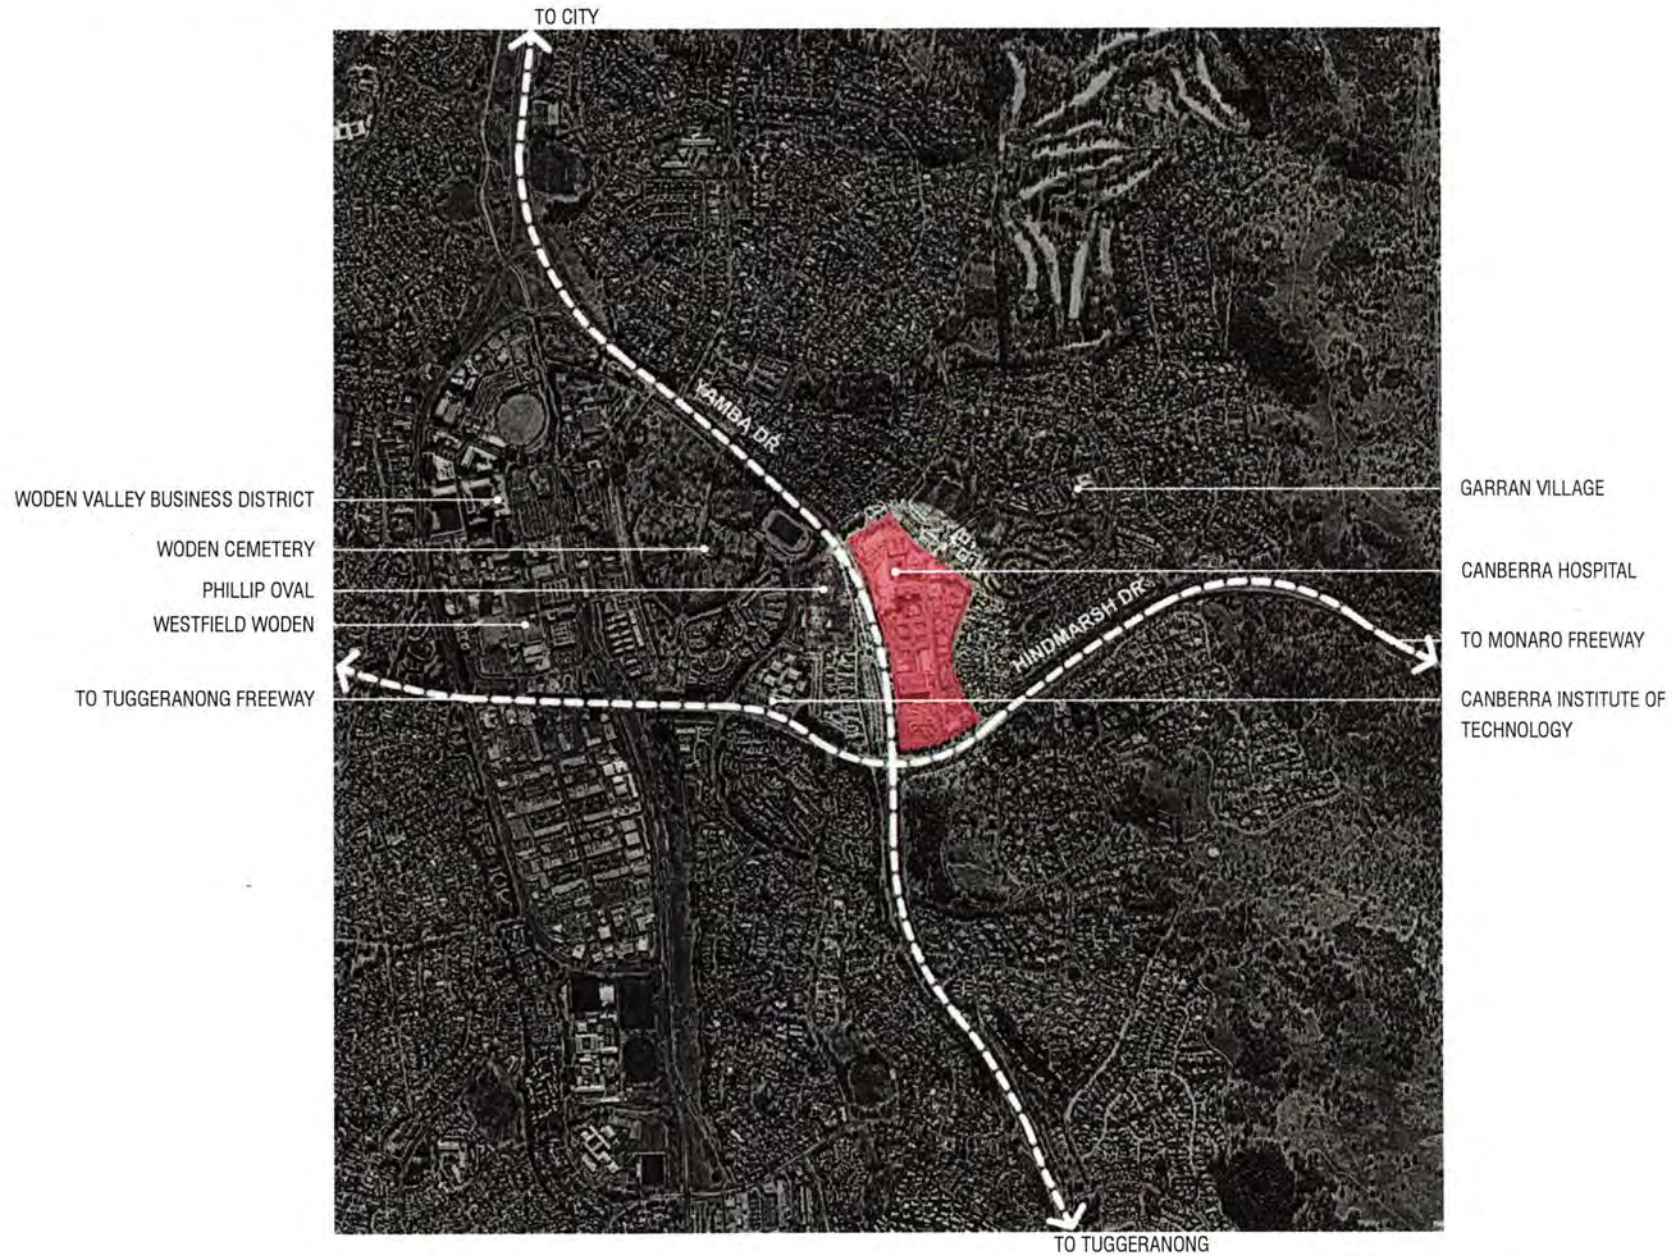 TO CITY
YAMBA DR
WODEN VALLEY BUSINESS DISTRICT
WODEN CEMETERY
PHILLIP OVAL
WESTFIELD WODEN
TO TUGGERANONG FREEWAY
GARRAN VILLAGE
CANBERRA HOSPITAL
HINDMARSH DR
TO MONARO FREEWAY
CANBERRA INSTITUTE OF
TECHNOLOGY
TO TUGGERANONG